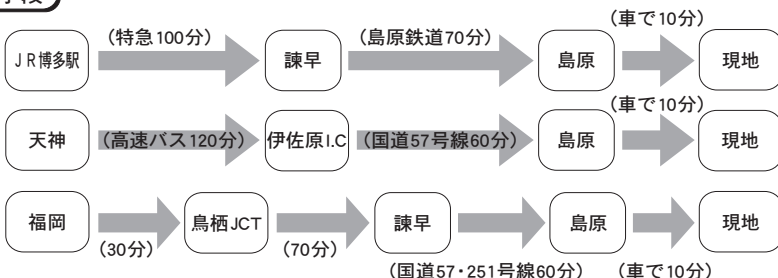 (車で10分)
(特急100分) (島原鉄道70分)
JR博多駅 諫早 島原 現地
(車で10分)
天神 (高速バス120分) 伊佐原I.C (国道57号線60分) 島原 現地
福岡 鳥栖JCT 諫早 島原 現地
(30分) (70分)
(国道57・251号線60分) (車で10分)